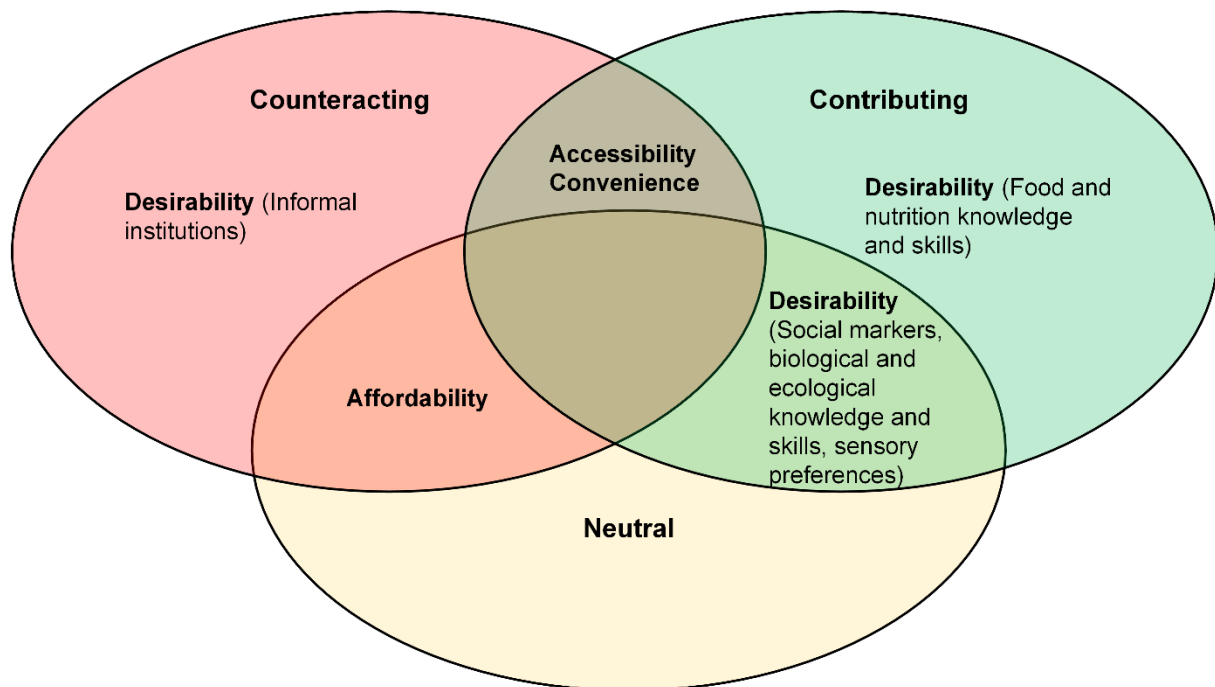 Counteracting
Contributing
Accessibility
Convenience
Desirability (Informal
institutions)
Desirability (Food and
nutrition knowledge
and skills)
Desirability
(Social markers,
biological and
ecological
knowledge and
skills, sensory
preferences)
Affordability
Neutral